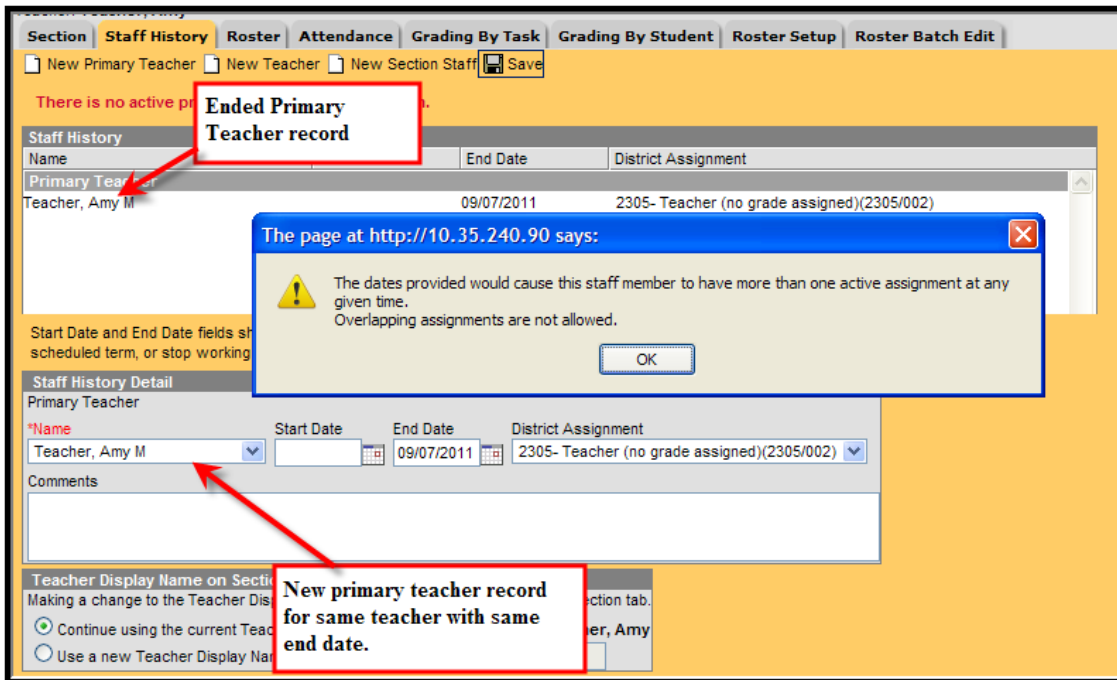 Teacher, Amy
Section Staff History Roster Attendance Grading By Task Grading By Student Roster Setup Roster Batch Edit
New Primary Teacher New Teacher New Section Staff Save
There is no active
Ended Primary
Teacher record
Staff History
Name End Date District Assignment
Primary
Teacher, Amy M 09/07/2011 2305- Teacher (no grade assigned)(2305/002)
The page at http://10.35.240.90 says:
The dates provided would cause this staff member to have more than one active assignment at any
given time.
Overlapping assignments are not allowed.
OK
Start Date and End Date fields
scheduled term, or stop working
Staff History Detail
Primary Teacher
*Name Start Date End Date District Assignment
Teacher, Amy M 09/07/2011 2305- Teacher (no grade assigned)(2305/002)
Comments
New primary teacher record
for same teacher with same
end date.
Teacher Display Name on
Making a change to the Teacher tab.
Continue using the current Amy
Use a new Teacher Display